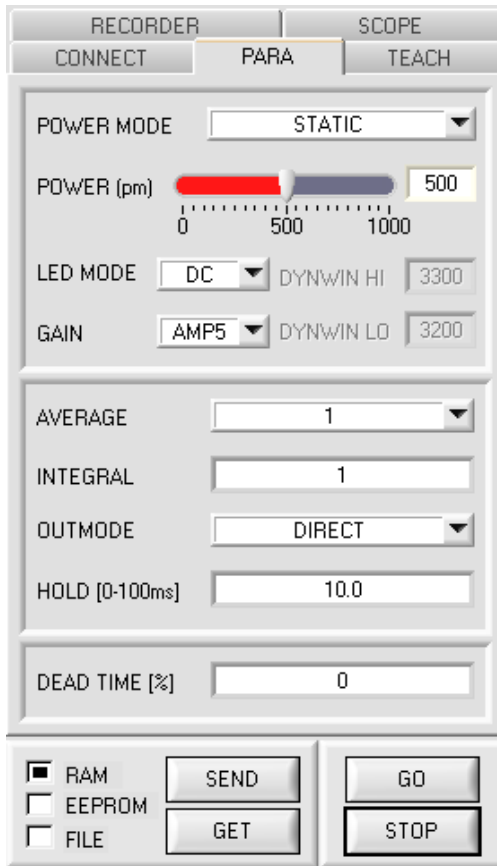 RECORDER SCOPE
CONNECT PARA TEACH
POWER MODE STATIC
POWER (pm) 500
0 500 1000
LED MODE DC DYNWIN HI 3300
GAIN AMP5 DYNWIN LO 3200
AVERAGE 1
INTEGRAL 1
OUTMODE DIRECT
HOLD [0-100ms] 10.0
DEAD TIME [%] 0
RAM SEND GO
EEPROM
FILE GET STOP